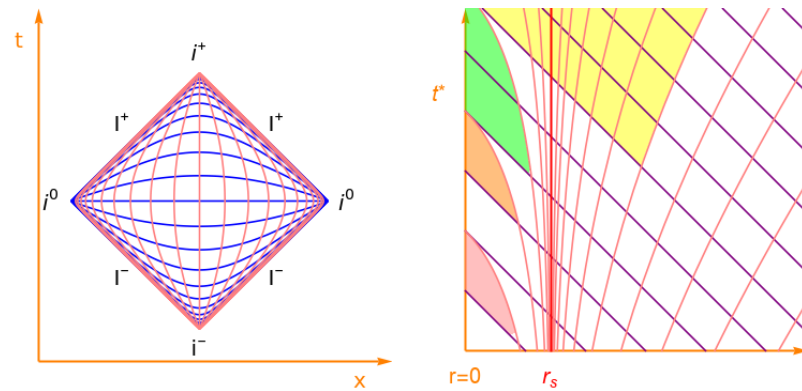 t
i⁺
I⁺ I⁺
i⁰ i⁰
I⁻ I⁻
i⁻
x
t*
r=0 rₛ